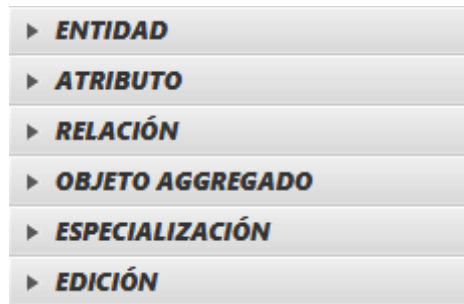 ENTIDAD
ATRIBUTO
RELACIÓN
OBJETO AGGREGADO
ESPECIALIZACIÓN
EDICIÓN